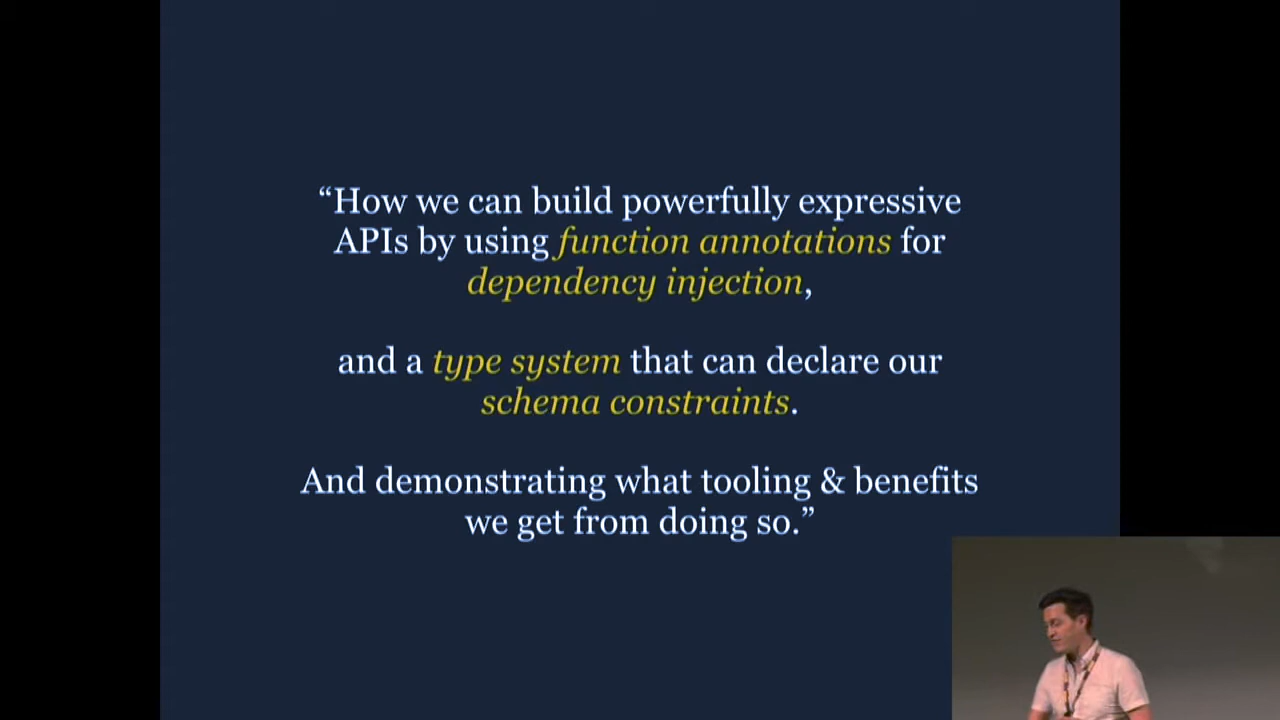 “How we can build powerfully expressive
APIs by using function annotations for
dependency injection,
and a type system that can declare our
schema constraints.
And demonstrating what tooling & benefits
we get from doing so.”